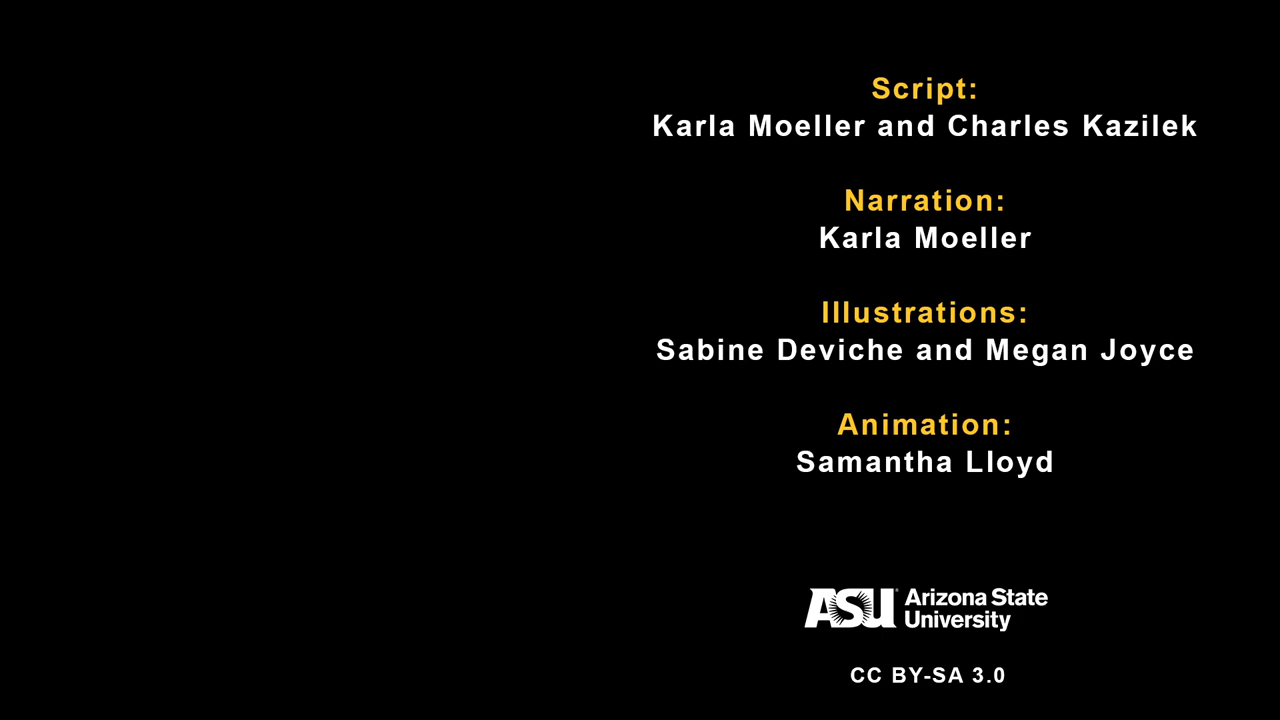 Script:
Karla Moeller and Charles Kazilek
Narration:
Karla Moeller
Illustrations:
Sabine Deviche and Megan Joyce
Animation:
Samantha Lloyd
ASU Arizona State
University
CC BY-SA 3.0